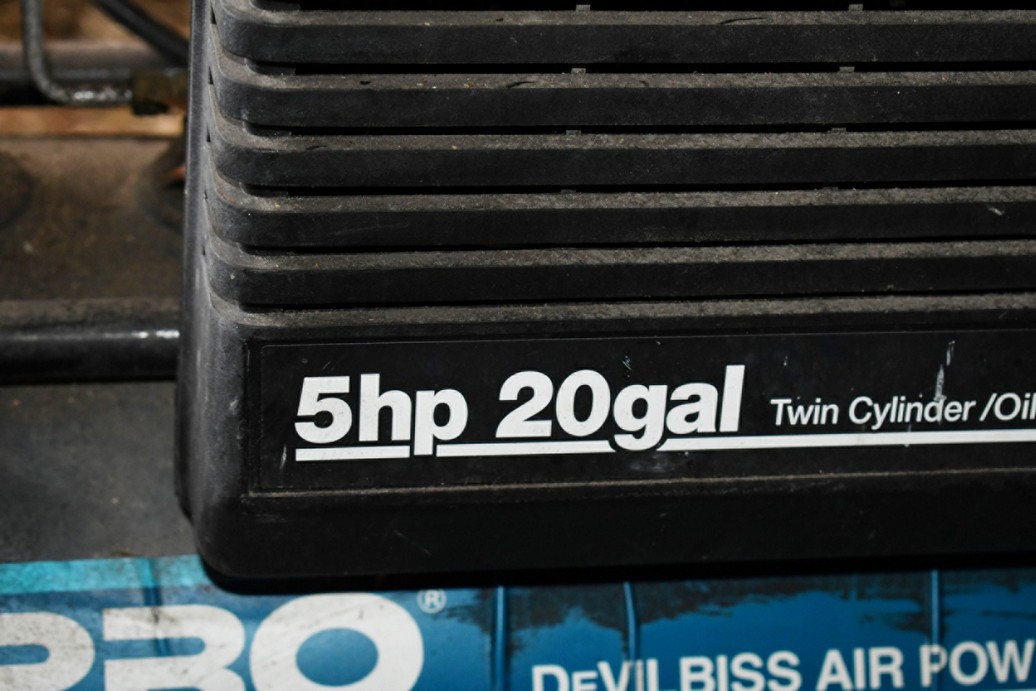 5hp 20gal Twin Cylinder /Oil
PRO®
DEVILBISS AIR POW